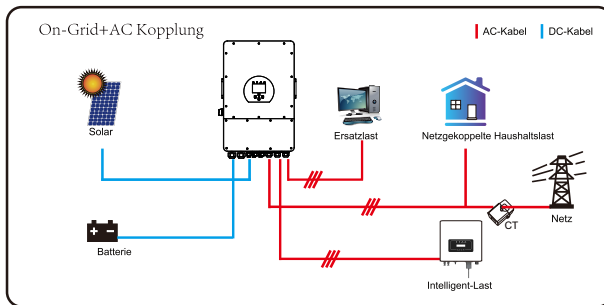 On-Grid+AC Kopplung
AC-Kabel
DC-Kabel
Solar
Ersatzlast
Netzgekoppelte Haushaltslast
CT
Netz
Batterie
Intelligent-Last